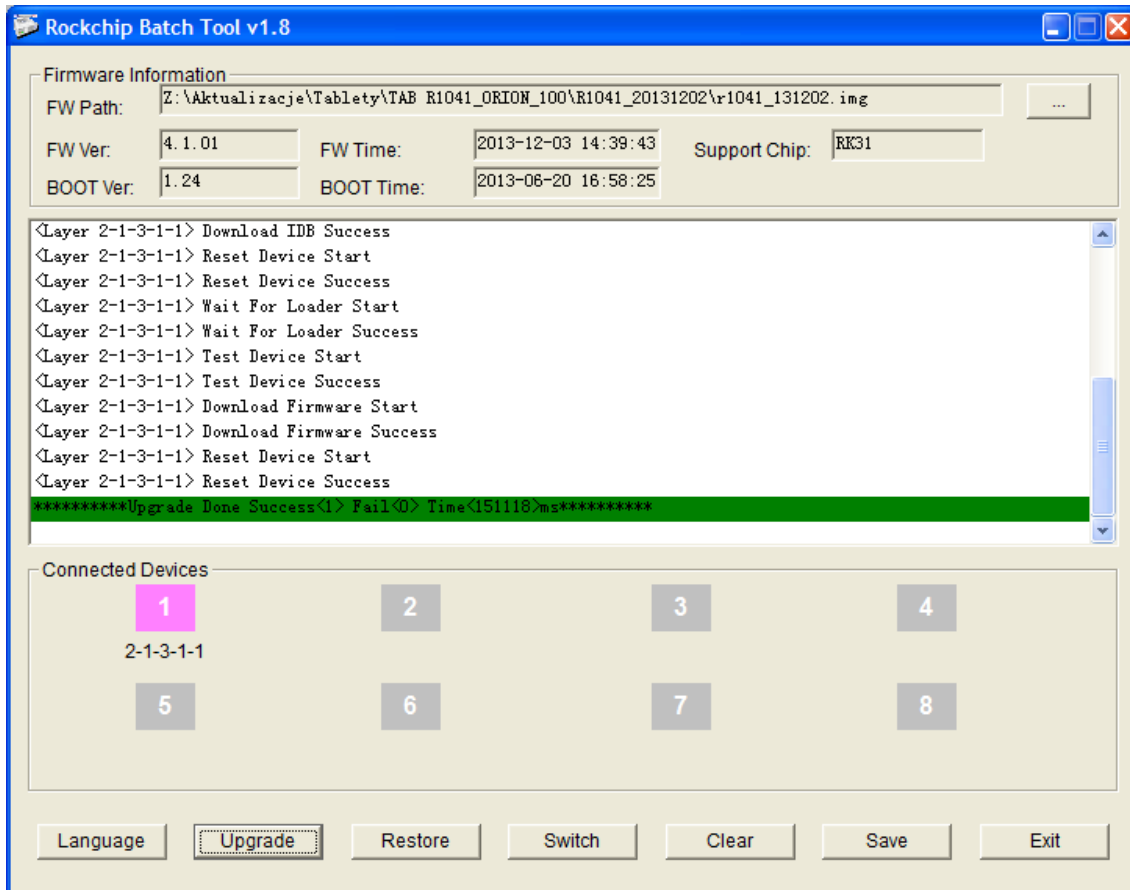 Rockchip Batch Tool v1.8
Firmware Information
FW Path: Z:\Aktualizacje\Tablety\TAB R1041_ORION_100\R1041_20131202\r1041_131202.img ...
FW Ver: 4.1.01 FW Time: 2013-12-03 14:39:43 Support Chip: RK31
BOOT Ver: 1.24 BOOT Time: 2013-06-20 16:58:25
<Layer 2-1-3-1-1> Download IDB Success
<Layer 2-1-3-1-1> Reset Device Start
<Layer 2-1-3-1-1> Reset Device Success
<Layer 2-1-3-1-1> Wait For Loader Start
<Layer 2-1-3-1-1> Wait For Loader Success
<Layer 2-1-3-1-1> Test Device Start
<Layer 2-1-3-1-1> Test Device Success
<Layer 2-1-3-1-1> Download Firmware Start
<Layer 2-1-3-1-1> Download Firmware Success
<Layer 2-1-3-1-1> Reset Device Start
<Layer 2-1-3-1-1> Reset Device Success
**********Upgrade Done Success<1> Fail<0> Time<151118>ms**********
Connected Devices
1 2 3 4
2-1-3-1-1
5 6 7 8
Language Upgrade Restore Switch Clear Save Exit